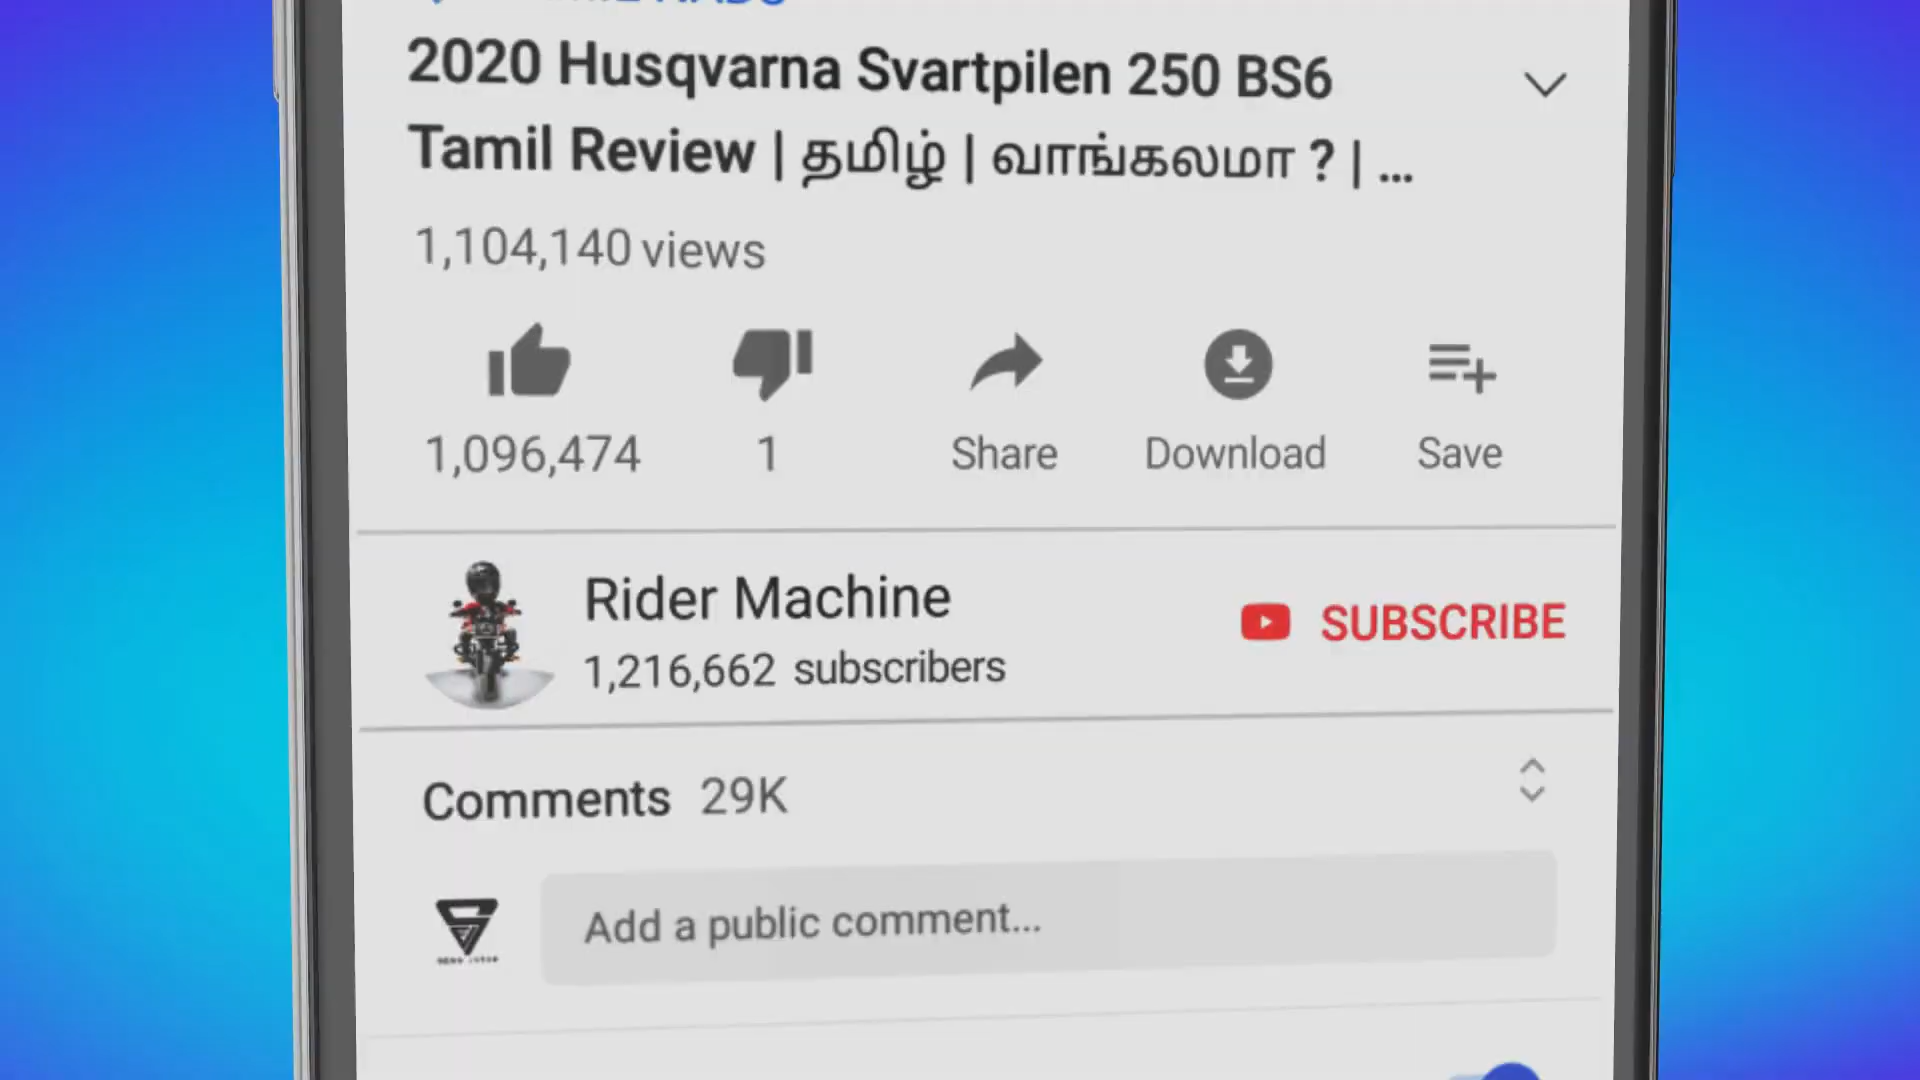 2020 Husqvarna Svartpilen 250 BS6
Tamil Review | தமிழ் | வாங்கலமா ? | ...
1,104,140 views
1,096,474
1
Share
Download
Save
Rider Machine
1,216,662 subscribers
SUBSCRIBE
Comments 29K
Add a public comment...